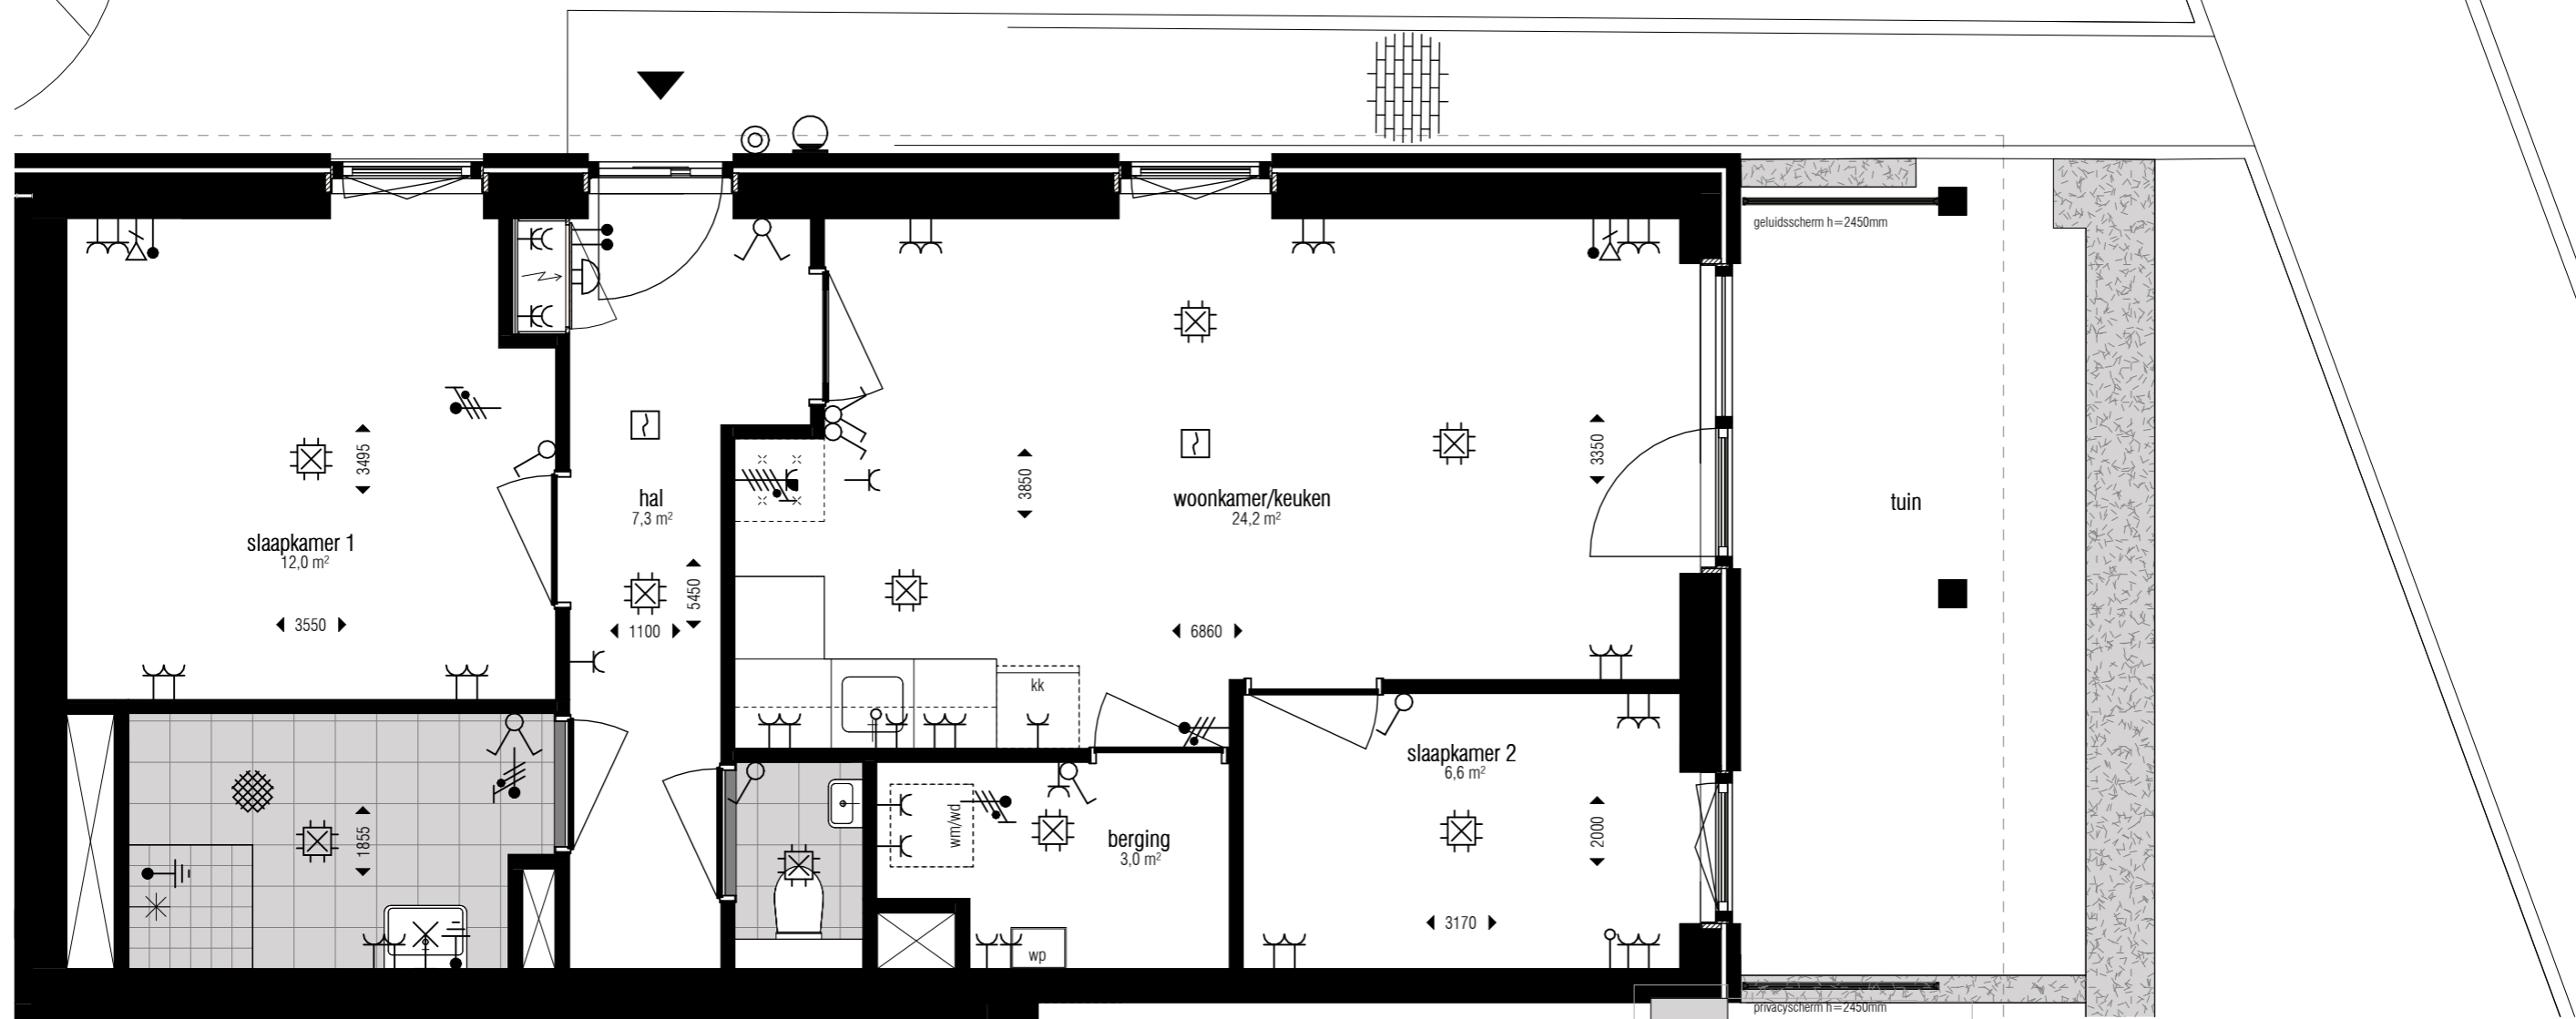 geluidsscherm h=2450mm
3495
slaapkamer 1
12,0 m²
3550
hal
7,3 m²
5450
1100
3850
woonkamer/keuken
24,2 m²
3350
6860
tuin
kk
slaapkamer 2
6,6 m²
2000
3170
1855
wm/wd
berging
3,0 m²
wp
privacyscherm h=2450mm